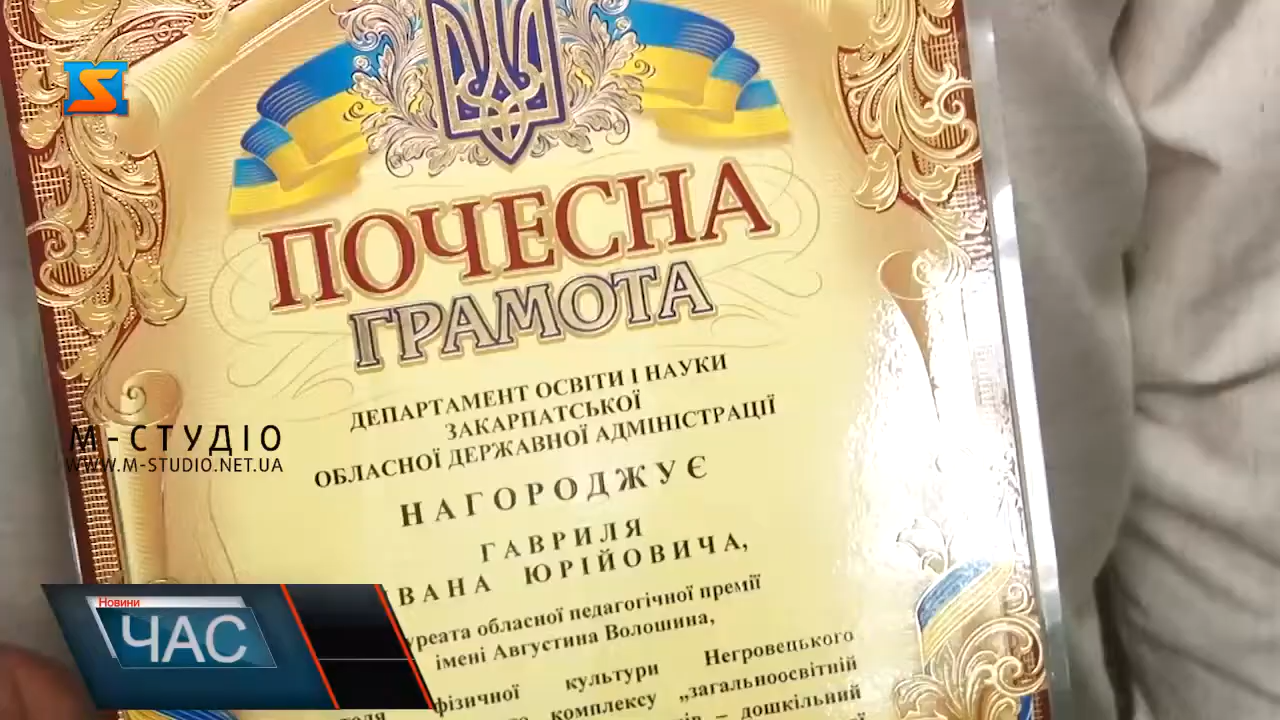 S
ПОЧЕСНА
ГРАМОТА
ДЕПАРТАМЕНТ ОСВІТИ І НАУКИ
ЗАКАРПАТСЬКОЇ
ОБЛАСНОЇ ДЕРЖАВНОЇ АДМІНІСТРАЦІЇ
НАГОРОДЖУЄ
ГАВРИЛЯ
ВАНА ЮРІЙОВИЧА,
уреата обласної педагогічної премії
імені Августина Волошина,
фізичної культури Негровецького
комплексу „загальноосвітній
– дошкільний
М-СТУДІО
WWW.M-STUDIO.NET.UA
Новини
ЧАС